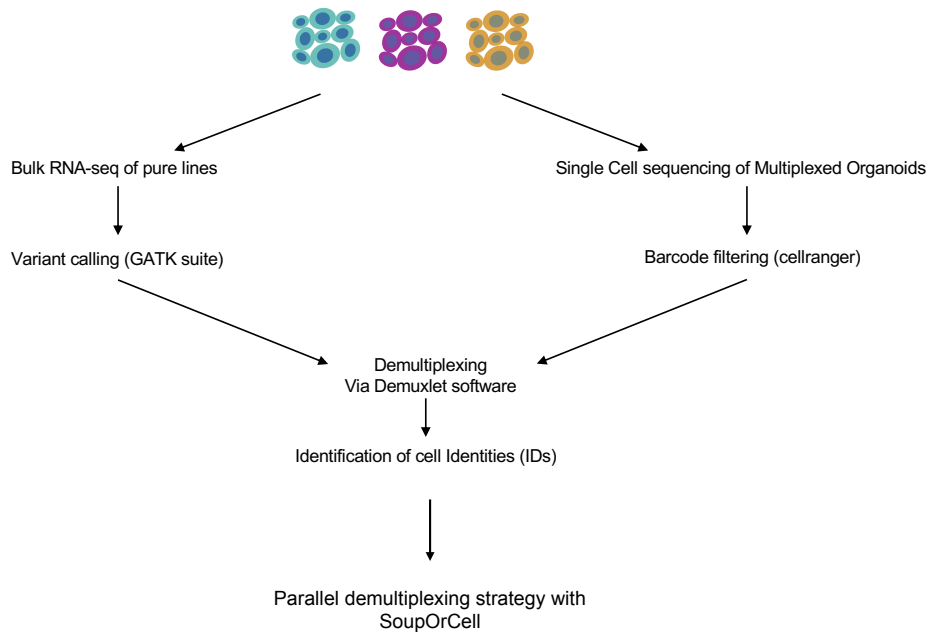 Bulk RNA-seq of pure lines
Single Cell sequencing of Multiplexed Organoids
Variant calling (GATK suite)
Barcode filtering (cellranger)
Demultiplexing
Via Demuxlet software
Identification of cell Identities (IDs)
Parallel demultiplexing strategy with
SoupOrCell